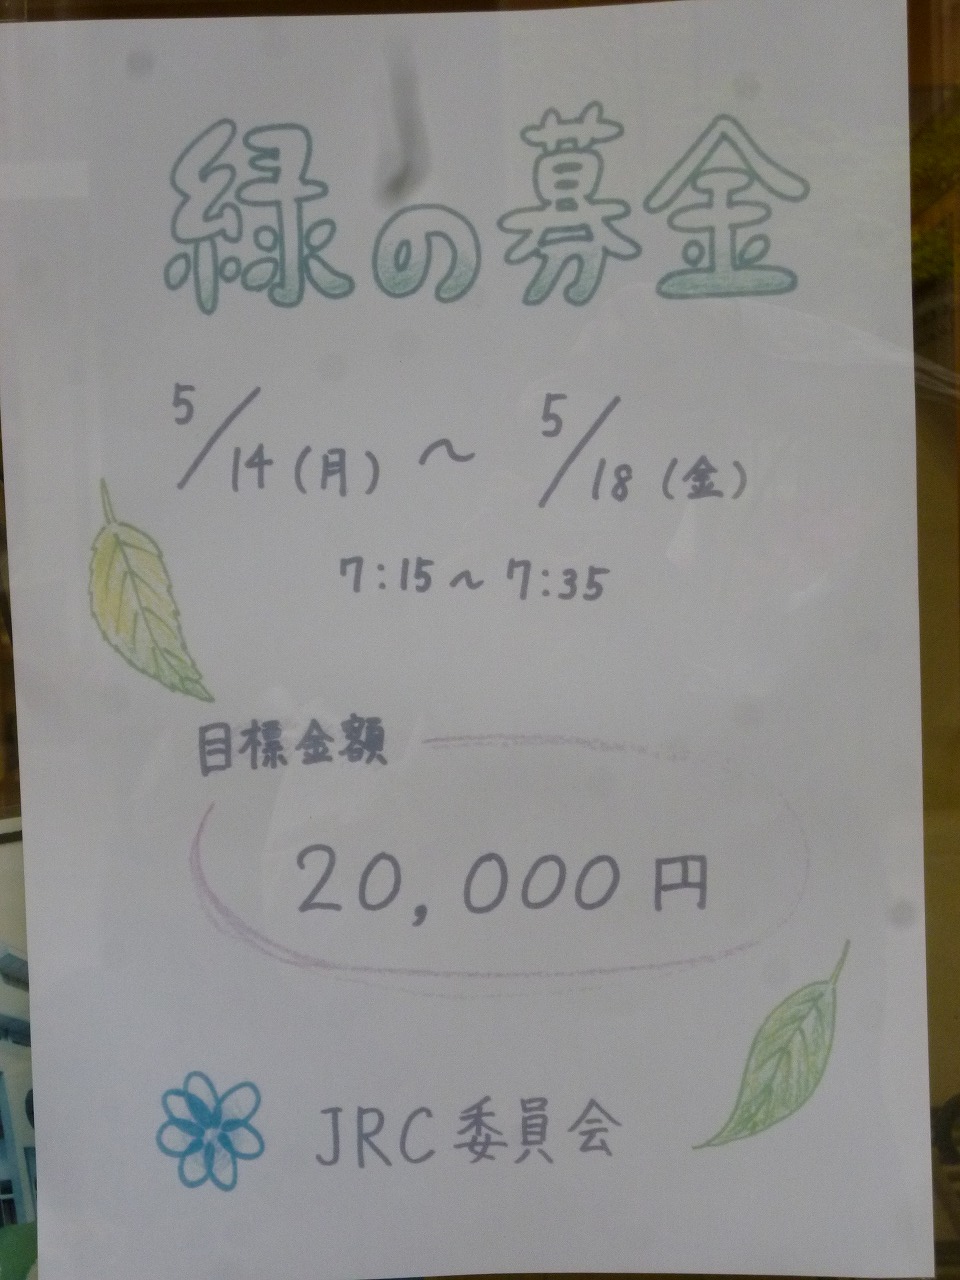 緑の募金
5/14(月)～5/18(金)
7:15～7:35
目標金額
20,000円
JRC委員会